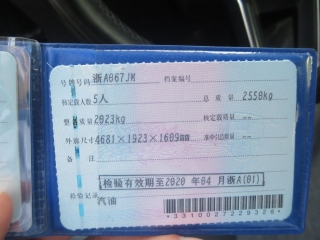 号牌号码 浙A067JM 档案编号
核定载人数 5人 总质量 2550kg
整备质量 2023kg 核定载质量 --
外廓尺寸 4681×1923×1609mm 准牵引总质量 --
备注
检验有效期至2020年04月浙A(01)
检验记录
汽油
*3310027229326*